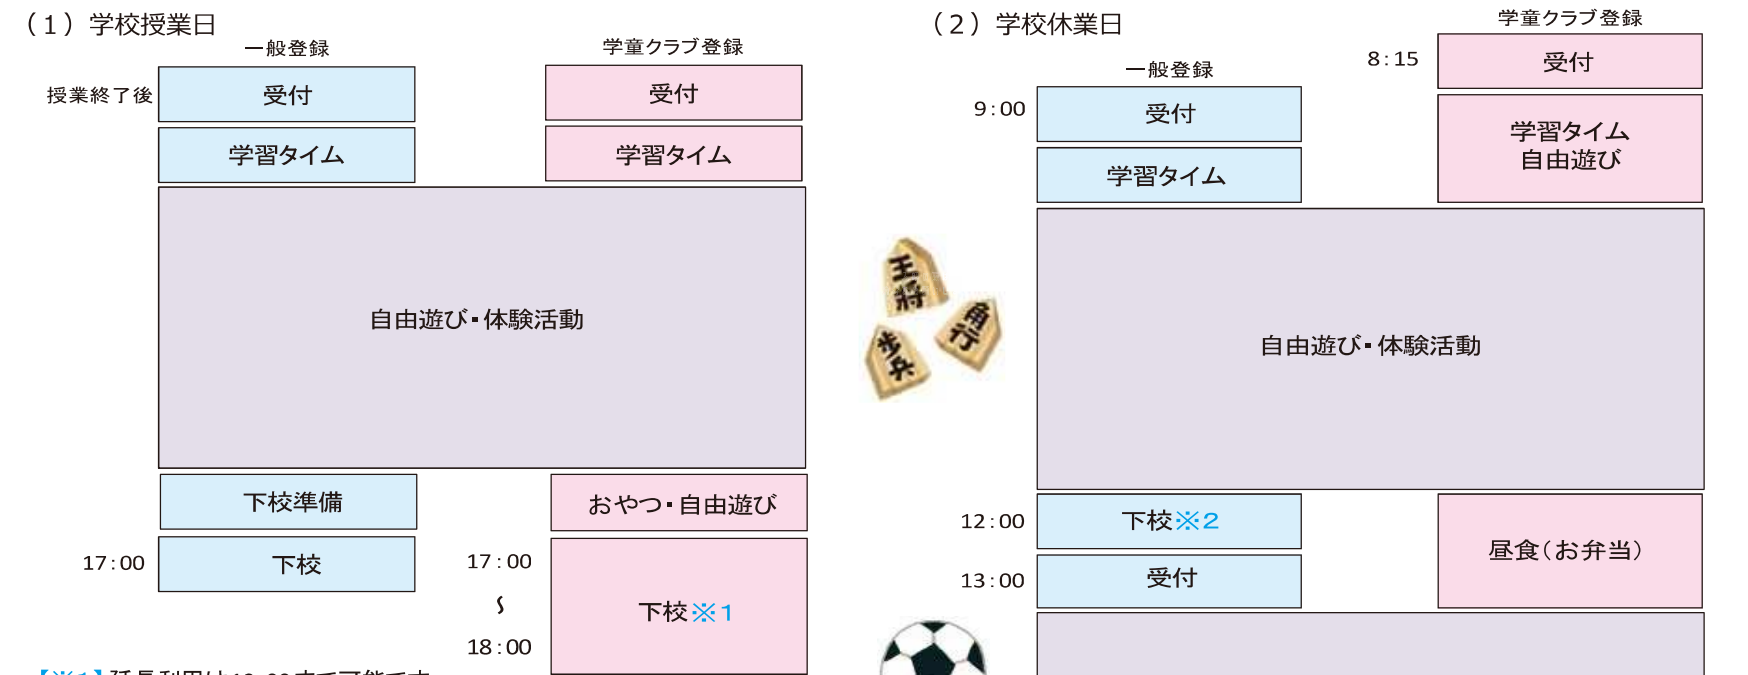 （１）学校授業日
一般登録
学童クラブ登録
授業終了後
受付
受付
学習タイム
学習タイム
自由遊び・体験活動
下校準備
おやつ・自由遊び
17：00
下校
17：00
〜
18：00
下校※１
（２）学校休業日
学童クラブ登録
一般登録
8：15
受付
9：00
受付
学習タイム
自由遊び
学習タイム
王将
角行
歩兵
自由遊び・体験活動
12：00
下校※２
昼食（お弁当）
13：00
受付